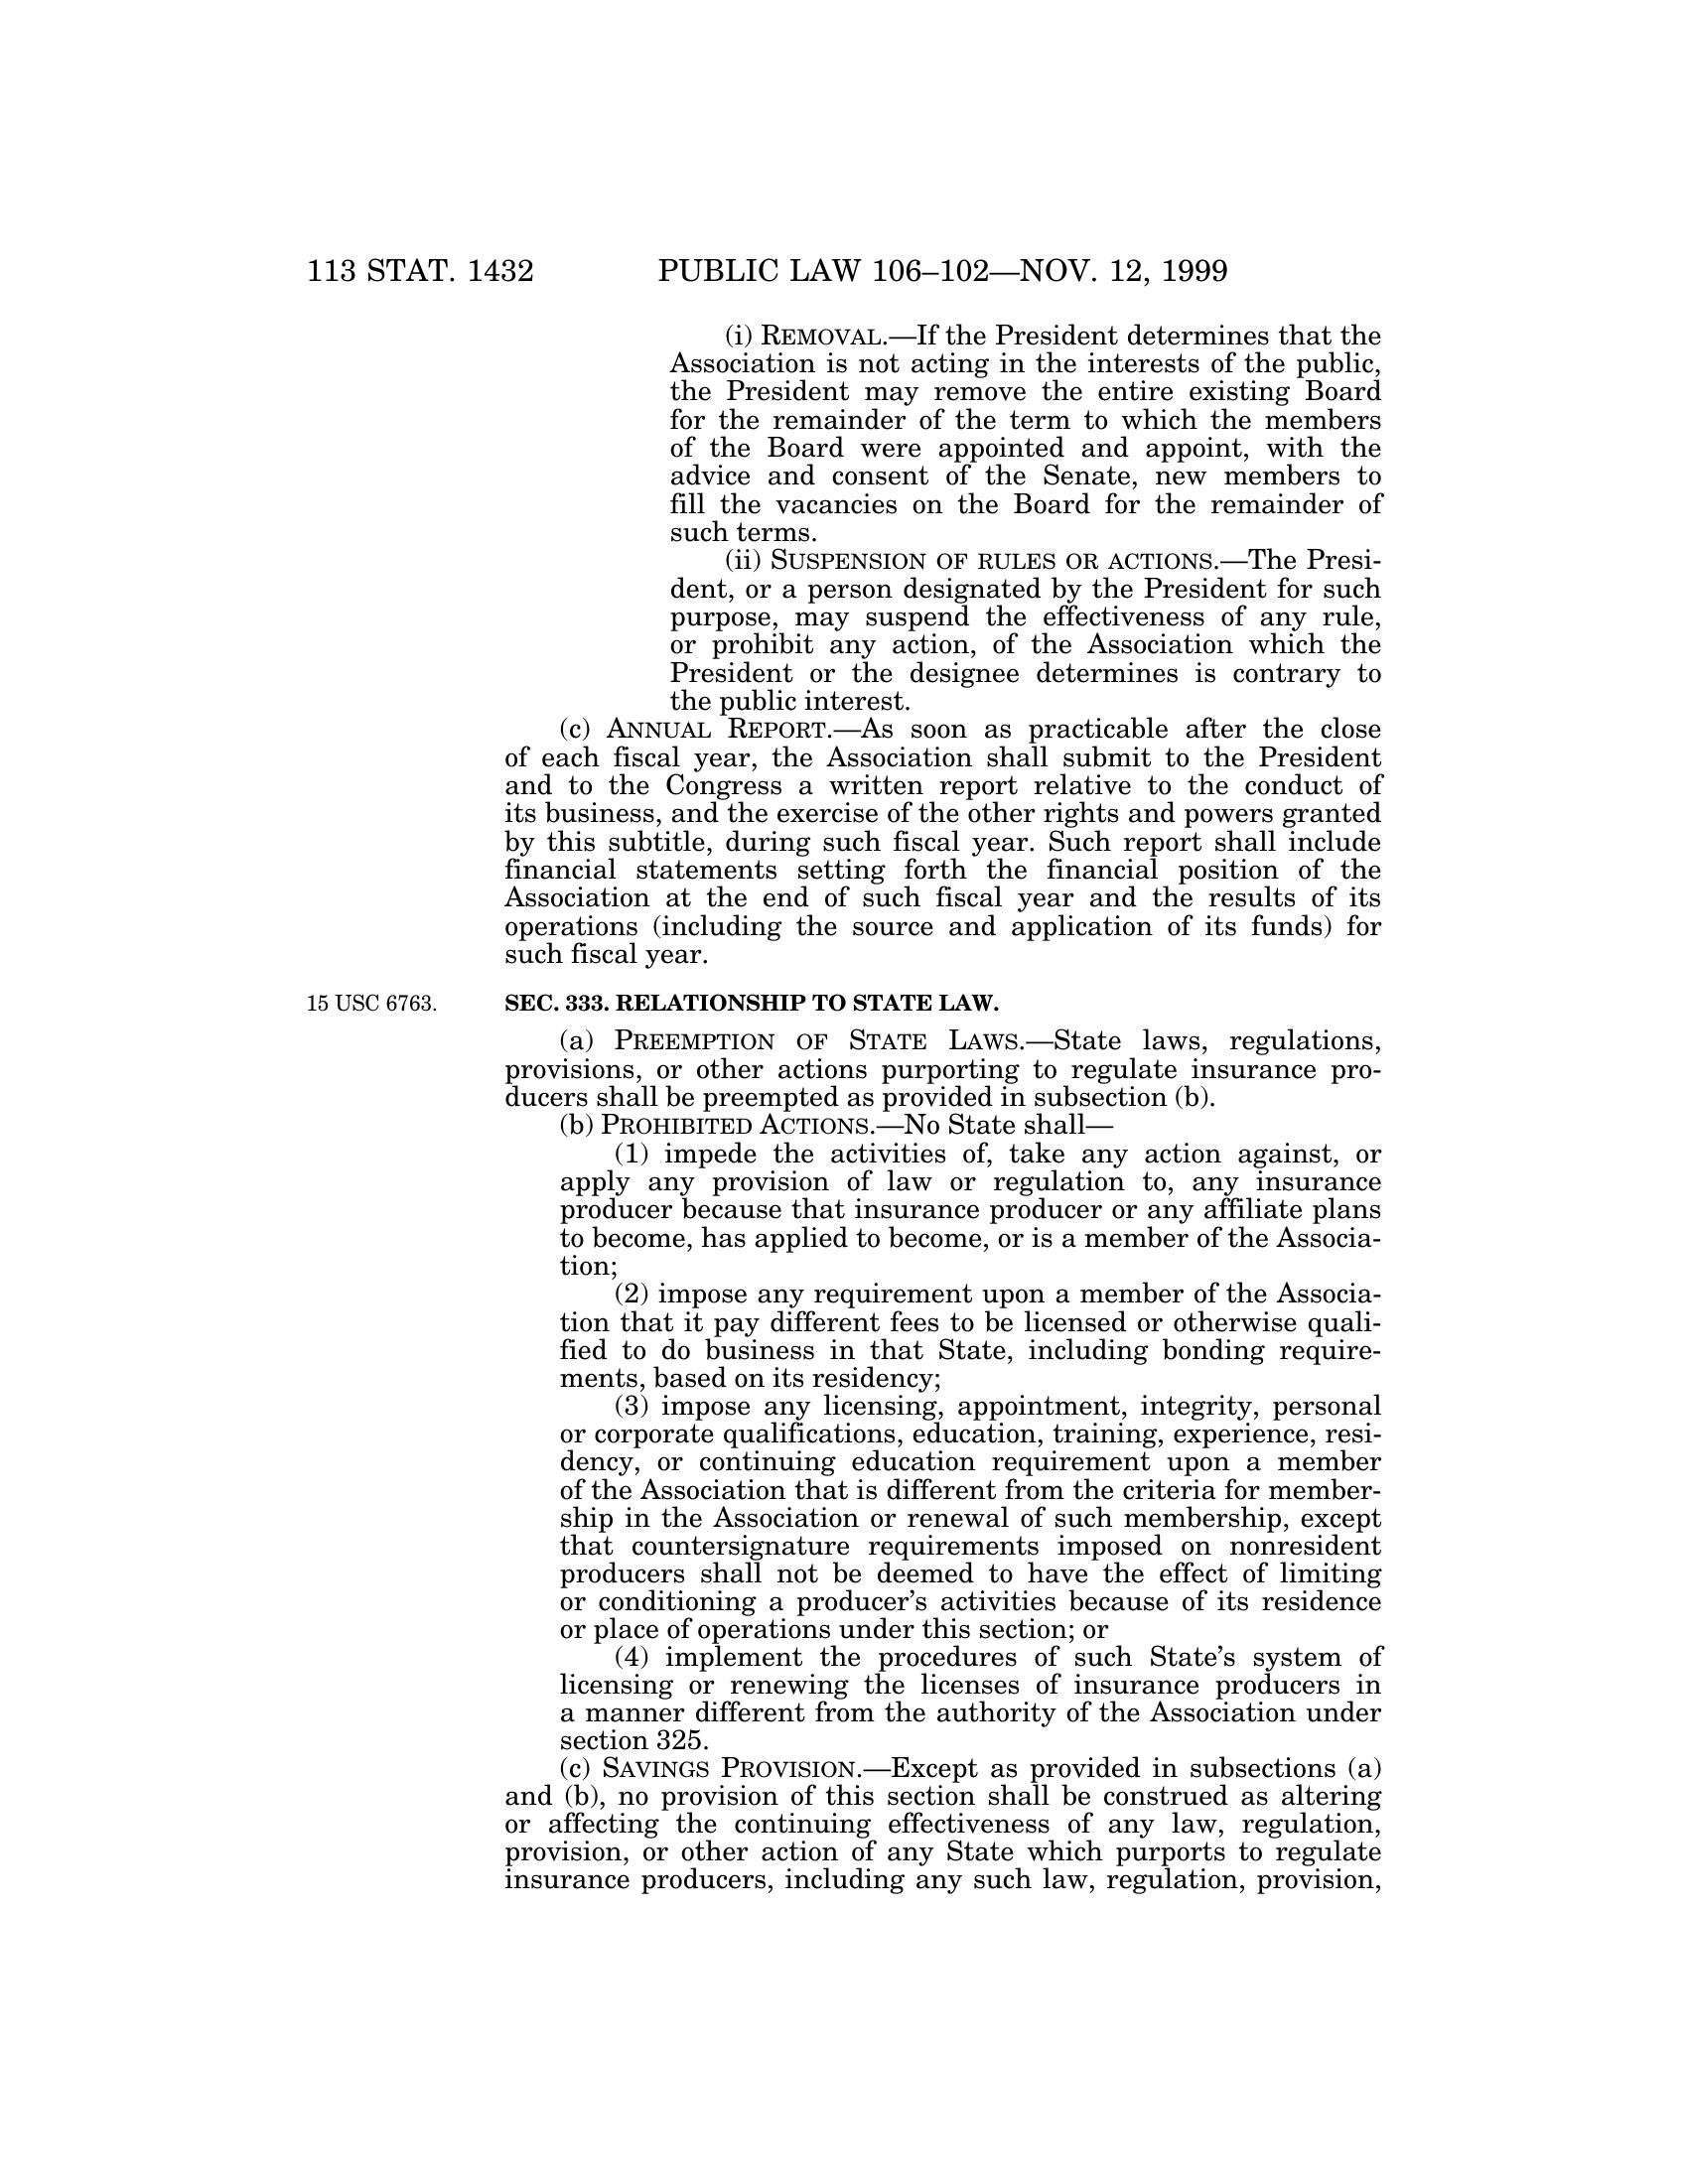 113 STAT. 1432 PUBLIC LAW 106–102—NOV. 12, 1999
(i) REMOVAL.—If the President determines that the
Association is not acting in the interests of the public,
the President may remove the entire existing Board
for the remainder of the term to which the members
of the Board were appointed and appoint, with the
advice and consent of the Senate, new members to
fill the vacancies on the Board for the remainder of
such terms.
(ii) SUSPENSION OF RULES OR ACTIONS.—The Presi-
dent, or a person designated by the President for such
purpose, may suspend the effectiveness of any rule,
or prohibit any action, of the Association which the
President or the designee determines is contrary to
the public interest.
(c) ANNUAL REPORT.—As soon as practicable after the close
of each fiscal year, the Association shall submit to the President
and to the Congress a written report relative to the conduct of
its business, and the exercise of the other rights and powers granted
by this subtitle, during such fiscal year. Such report shall include
financial statements setting forth the financial position of the
Association at the end of such fiscal year and the results of its
operations (including the source and application of its funds) for
such fiscal year.
15 USC 6763. SEC. 333. RELATIONSHIP TO STATE LAW.
(a) PREEMPTION OF STATE LAWS.—State laws, regulations,
provisions, or other actions purporting to regulate insurance pro-
ducers shall be preempted as provided in subsection (b).
(b) PROHIBITED ACTIONS.—No State shall—
(1) impede the activities of, take any action against, or
apply any provision of law or regulation to, any insurance
producer because that insurance producer or any affiliate plans
to become, has applied to become, or is a member of the Associa-
tion;
(2) impose any requirement upon a member of the Associa-
tion that it pay different fees to be licensed or otherwise quali-
fied to do business in that State, including bonding require-
ments, based on its residency;
(3) impose any licensing, appointment, integrity, personal
or corporate qualifications, education, training, experience, resi-
dency, or continuing education requirement upon a member
of the Association that is different from the criteria for member-
ship in the Association or renewal of such membership, except
that countersignature requirements imposed on nonresident
producers shall not be deemed to have the effect of limiting
or conditioning a producer’s activities because of its residence
or place of operations under this section; or
(4) implement the procedures of such State’s system of
licensing or renewing the licenses of insurance producers in
a manner different from the authority of the Association under
section 325.
(c) SAVINGS PROVISION.—Except as provided in subsections (a)
and (b), no provision of this section shall be construed as altering
or affecting the continuing effectiveness of any law, regulation,
provision, or other action of any State which purports to regulate
insurance producers, including any such law, regulation, provision,